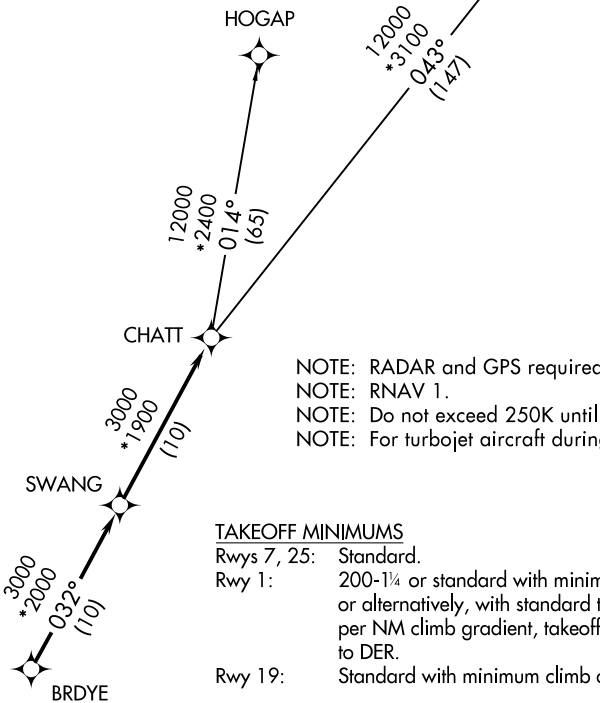 HOGAP
12000
*3100
043°
(147)
12000
*2400
014°
(65)
CHATT
NOTE: RADAR and GPS required
NOTE: RNAV 1.
NOTE: Do not exceed 250K until
NOTE: For turbojet aircraft during
3000
*1900
(10)
SWANG
TAKEOFF MINIMUMS
Rwys 7, 25: Standard.
Rwy 1: 200-1¼ or standard with minim
or alternatively, with standard t
per NM climb gradient, takeoff
to DER.
Rwy 19: Standard with minimum climb
3000
*2000
032°
(10)
BRDYE